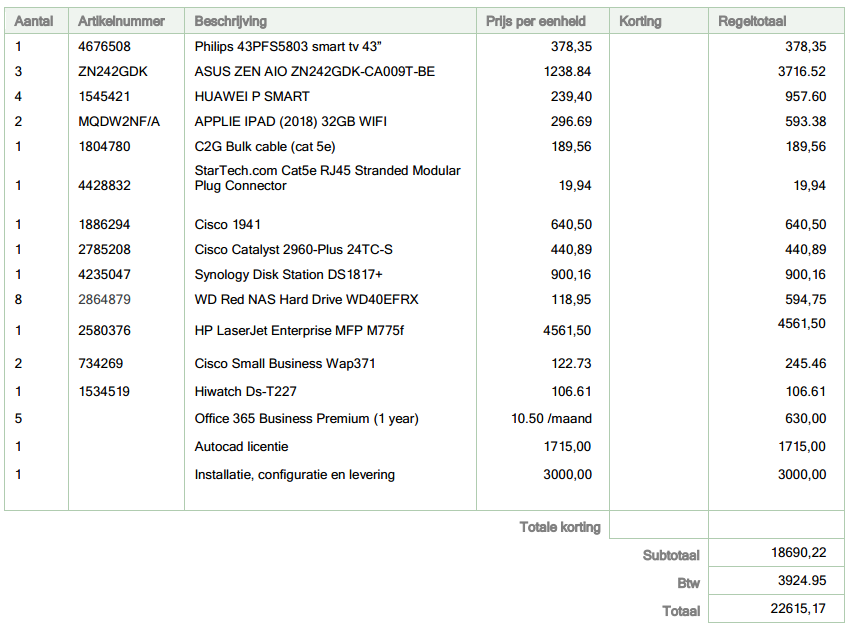 Aantal Artikelnummer Beschrijving Prijs per eenheid Korting Regeltotaal
1 4676508 Philips 43PFS5803 smart tv 43” 378,35 378,35
3 ZN242GDK ASUS ZEN AIO ZN242GDK-CA009T-BE 1238.84 3716.52
4 1545421 HUAWEI P SMART 239,40 957.60
2 MQDW2NF/A APPLIE IPAD (2018) 32GB WIFI 296.69 593.38
1 1804780 C2G Bulk cable (cat 5e) 189,56 189,56
StarTech.com Cat5e RJ45 Stranded Modular
1 4428832 Plug Connector 19,94 19,94
1 1886294 Cisco 1941 640,50 640,50
1 2785208 Cisco Catalyst 2960-Plus 24TC-S 440,89 440,89
1 4235047 Synology Disk Station DS1817+ 900,16 900,16
8 2864879 WD Red NAS Hard Drive WD40EFRX 118,95 594,75
1 2580376 HP LaserJet Enterprise MFP M775f 4561,50 4561,50
2 734269 Cisco Small Business Wap371 122.73 245.46
1 1534519 Hiwatch Ds-T227 106.61 106.61
5 Office 365 Business Premium (1 year) 10.50 /maand 630,00
1 Autocad licentie 1715,00 1715,00
1 Installatie, configuratie en levering 3000,00 3000,00
Totale korting
Subtotaal 18690,22
Btw 3924.95
Totaal 22615,17